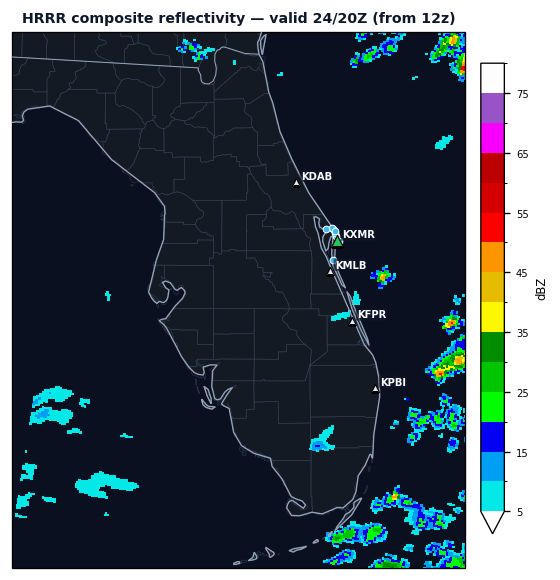 HRRR composite reflectivity — valid 24/20Z (from 12z)
KDAB
KXMR
KMLB
KFPR
KPBI
75
65
55
45
35
25
15
5
dBZ